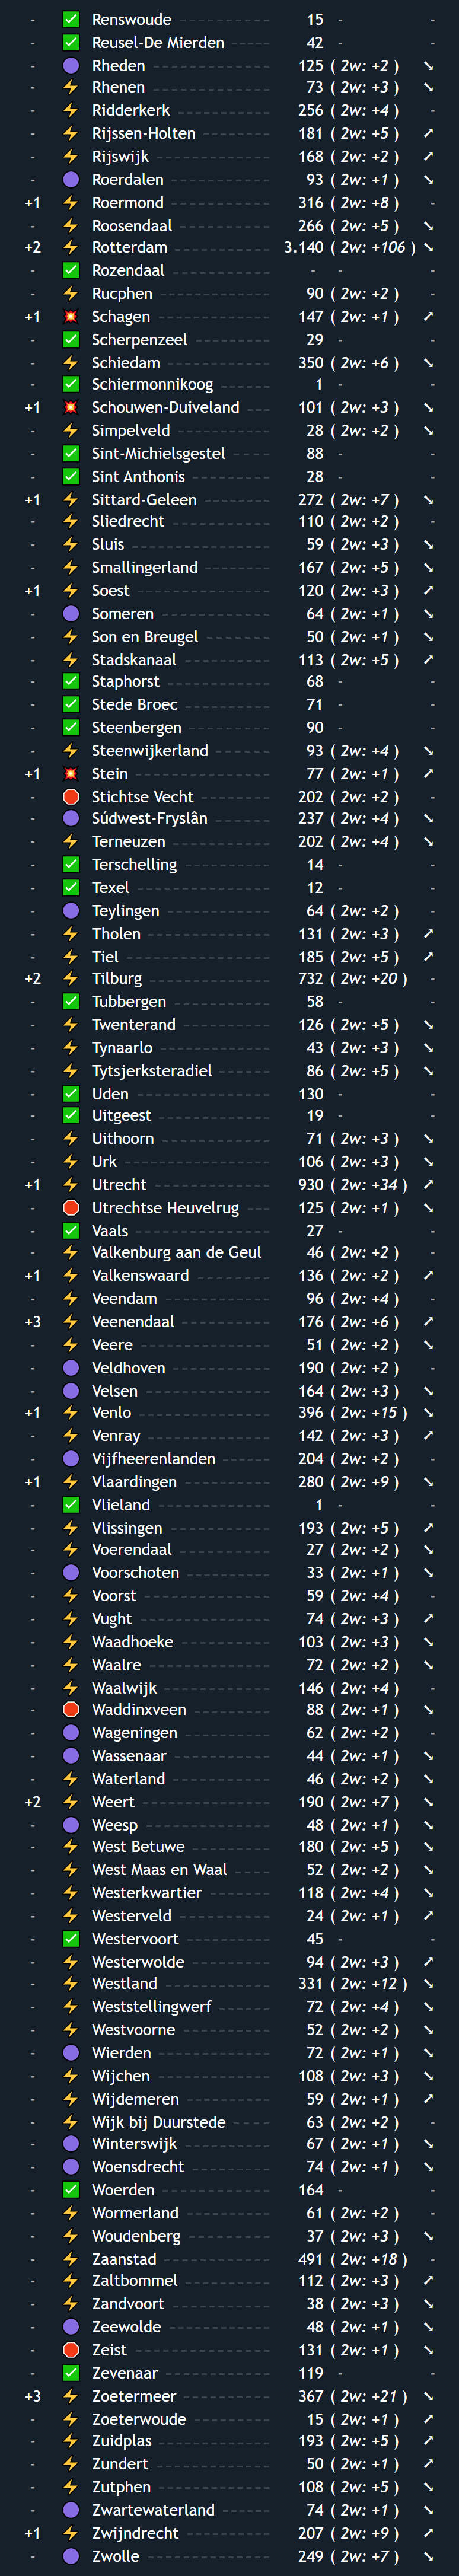 - ✅ Renswoude 15 - -
- ✅ Reusel-De Mierden 42 - -
- 🟣 Rheden 125 ( 2w: +2 ) ➘
- ⚡ Rhenen 73 ( 2w: +3 ) ➘
- ⚡ Ridderkerk 256 ( 2w: +4 ) -
- ⚡ Rijssen-Holten 181 ( 2w: +5 ) ➚
- ⚡ Rijswijk 168 ( 2w: +2 ) ➚
- 🟣 Roerdalen 93 ( 2w: +1 ) ➘
+1 ⚡ Roermond 316 ( 2w: +8 ) -
- ⚡ Roosendaal 266 ( 2w: +5 ) ➘
+2 ⚡ Rotterdam 3.140 ( 2w: +106 ) ➘
- ✅ Rozendaal - - -
- ⚡ Rucphen 90 ( 2w: +2 ) -
+1 💥 Schagen 147 ( 2w: +1 ) ➚
- ✅ Scherpenzeel 29 - -
- ⚡ Schiedam 350 ( 2w: +6 ) ➘
- ✅ Schiermonnikoog 1 - -
+1 💥 Schouwen-Duiveland 101 ( 2w: +3 ) ➘
- ⚡ Simpelveld 28 ( 2w: +2 ) ➘
- ✅ Sint-Michielsgestel 88 - -
- ✅ Sint Anthonis 28 - -
+1 ⚡ Sittard-Geleen 272 ( 2w: +7 ) ➘
- ⚡ Sliedrecht 110 ( 2w: +2 ) -
- ⚡ Sluis 59 ( 2w: +3 ) ➘
- ⚡ Smallingerland 167 ( 2w: +5 ) ➘
+1 ⚡ Soest 120 ( 2w: +3 ) ➚
- 🟣 Someren 64 ( 2w: +1 ) ➘
- ⚡ Son en Breugel 50 ( 2w: +1 ) ➘
- ⚡ Stadskanaal 113 ( 2w: +5 ) ➚
- ✅ Staphorst 68 - -
- ✅ Stede Broec 71 - -
- ✅ Steenbergen 90 - -
- ⚡ Steenwijkerland 93 ( 2w: +4 ) ➘
+1 💥 Stein 77 ( 2w: +1 ) ➚
- 🛑 Stichtse Vecht 202 ( 2w: +2 ) -
- 🟣 Súdwest-Fryslân 237 ( 2w: +4 ) ➘
- ⚡ Terneuzen 202 ( 2w: +4 ) ➘
- ✅ Terschelling 14 - -
- ✅ Texel 12 - -
- 🟣 Teylingen 64 ( 2w: +2 ) -
- ⚡ Tholen 131 ( 2w: +3 ) ➚
- ⚡ Tiel 185 ( 2w: +5 ) ➚
+2 ⚡ Tilburg 732 ( 2w: +20 ) -
- ✅ Tubbergen 58 - -
- ⚡ Twenterand 126 ( 2w: +5 ) ➘
- ⚡ Tynaarlo 43 ( 2w: +3 ) ➘
- ⚡ Tytsjerksteradiel 86 ( 2w: +5 ) ➘
- ✅ Uden 130 - -
- ✅ Uitgeest 19 - -
- ⚡ Uithoorn 71 ( 2w: +3 ) ➘
- ⚡ Urk 106 ( 2w: +3 ) ➘
+1 ⚡ Utrecht 930 ( 2w: +34 ) ➚
- 🛑 Utrechtse Heuvelrug 125 ( 2w: +1 ) ➘
- ✅ Vaals 27 - -
- ⚡ Valkenburg aan de Geul 46 ( 2w: +2 ) -
+1 ⚡ Valkenswaard 136 ( 2w: +2 ) ➚
- ⚡ Veendam 96 ( 2w: +4 ) -
+3 ⚡ Veenendaal 176 ( 2w: +6 ) ➚
- ⚡ Veere 51 ( 2w: +2 ) ➘
- 🟣 Veldhoven 190 ( 2w: +2 ) -
- 🟣 Velsen 164 ( 2w: +3 ) ➘
+1 ⚡ Venlo 396 ( 2w: +15 ) ➘
- ⚡ Venray 142 ( 2w: +3 ) ➚
- 🟣 Vijfheerenlanden 204 ( 2w: +2 ) -
+1 ⚡ Vlaardingen 280 ( 2w: +9 ) ➘
- ✅ Vlieland 1 - -
- ⚡ Vlissingen 193 ( 2w: +5 ) ➚
- ⚡ Voerendaal 27 ( 2w: +2 ) ➘
- 🟣 Voorschoten 33 ( 2w: +1 ) ➘
- ⚡ Voorst 59 ( 2w: +4 ) -
- ⚡ Vught 74 ( 2w: +3 ) ➚
- ⚡ Waadhoeke 103 ( 2w: +3 ) ➘
- ⚡ Waalre 72 ( 2w: +2 ) ➘
- ⚡ Waalwijk 146 ( 2w: +4 ) -
- 🛑 Waddinxveen 88 ( 2w: +1 ) ➘
- 🟣 Wageningen 62 ( 2w: +2 ) -
- 🟣 Wassenaar 44 ( 2w: +1 ) ➘
- ⚡ Waterland 46 ( 2w: +2 ) ➘
+2 ⚡ Weert 190 ( 2w: +7 ) ➘
- 🟣 Weesp 48 ( 2w: +1 ) ➘
- ⚡ West Betuwe 180 ( 2w: +5 ) ➘
- ⚡ West Maas en Waal 52 ( 2w: +2 ) ➘
- ⚡ Westerkwartier 118 ( 2w: +4 ) ➘
- ⚡ Westerveld 24 ( 2w: +1 ) ➚
- ✅ Westervoort 45 - -
- ⚡ Westerwolde 94 ( 2w: +3 ) ➚
- ⚡ Westland 331 ( 2w: +12 ) ➘
- ⚡ Weststellingwerf 72 ( 2w: +4 ) ➘
- ⚡ Westvoorne 52 ( 2w: +2 ) ➘
- 🟣 Wierden 72 ( 2w: +1 ) ➘
- ⚡ Wijchen 108 ( 2w: +3 ) ➘
- ⚡ Wijdemeren 59 ( 2w: +1 ) ➚
- ⚡ Wijk bij Duurstede 63 ( 2w: +2 ) -
- 🟣 Winterswijk 67 ( 2w: +1 ) ➘
- 🟣 Woensdrecht 74 ( 2w: +1 ) ➘
- ✅ Woerden 164 - -
- ⚡ Wormerland 61 ( 2w: +2 ) -
- ⚡ Woudenberg 37 ( 2w: +3 ) ➘
- ⚡ Zaanstad 491 ( 2w: +18 ) -
- ⚡ Zaltbommel 112 ( 2w: +3 ) ➚
- ⚡ Zandvoort 38 ( 2w: +3 ) ➘
- 🟣 Zeewolde 48 ( 2w: +1 ) ➘
- 🛑 Zeist 131 ( 2w: +1 ) ➘
- ✅ Zevenaar 119 - -
+3 ⚡ Zoetermeer 367 ( 2w: +21 ) ➘
- ⚡ Zoeterwoude 15 ( 2w: +1 ) ➚
- ⚡ Zuidplas 193 ( 2w: +5 ) ➚
- ⚡ Zundert 50 ( 2w: +1 ) ➚
- ⚡ Zutphen 108 ( 2w: +5 ) ➘
- 🟣 Zwartewaterland 74 ( 2w: +1 ) ➘
+1 ⚡ Zwijndrecht 207 ( 2w: +9 ) ➚
- 🟣 Zwolle 249 ( 2w: +7 ) ➘